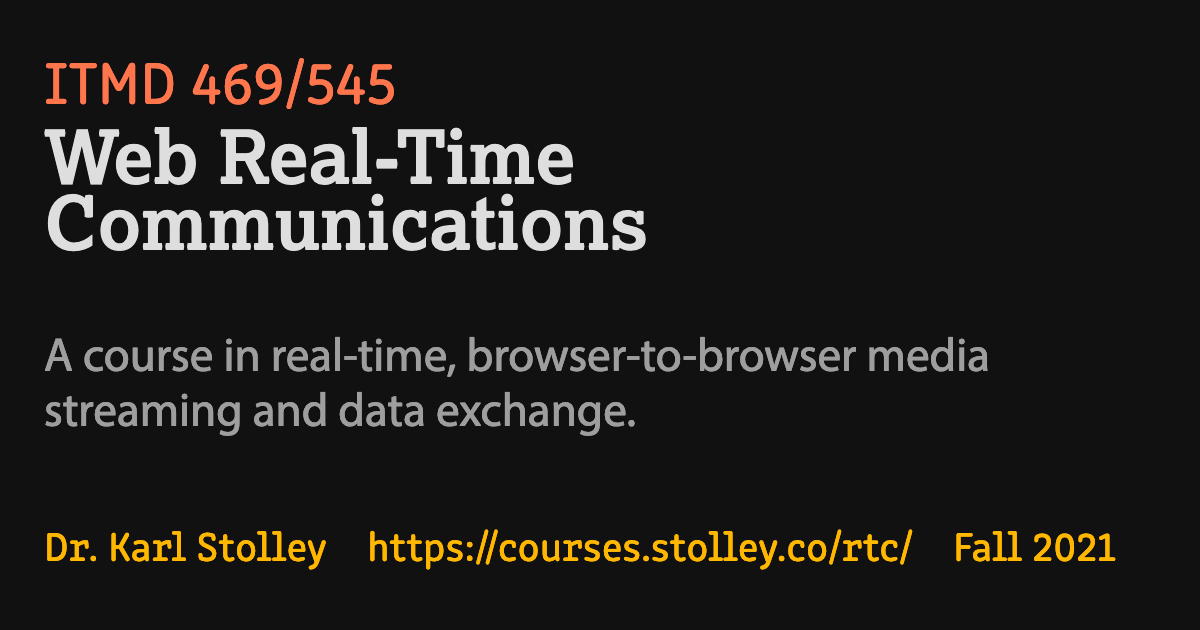 ITMD 469/545
Web Real-Time
Communications
A course in real-time, browser-to-browser media
streaming and data exchange.
Dr. Karl Stolley https://courses.stolley.co/rtc/ Fall 2021